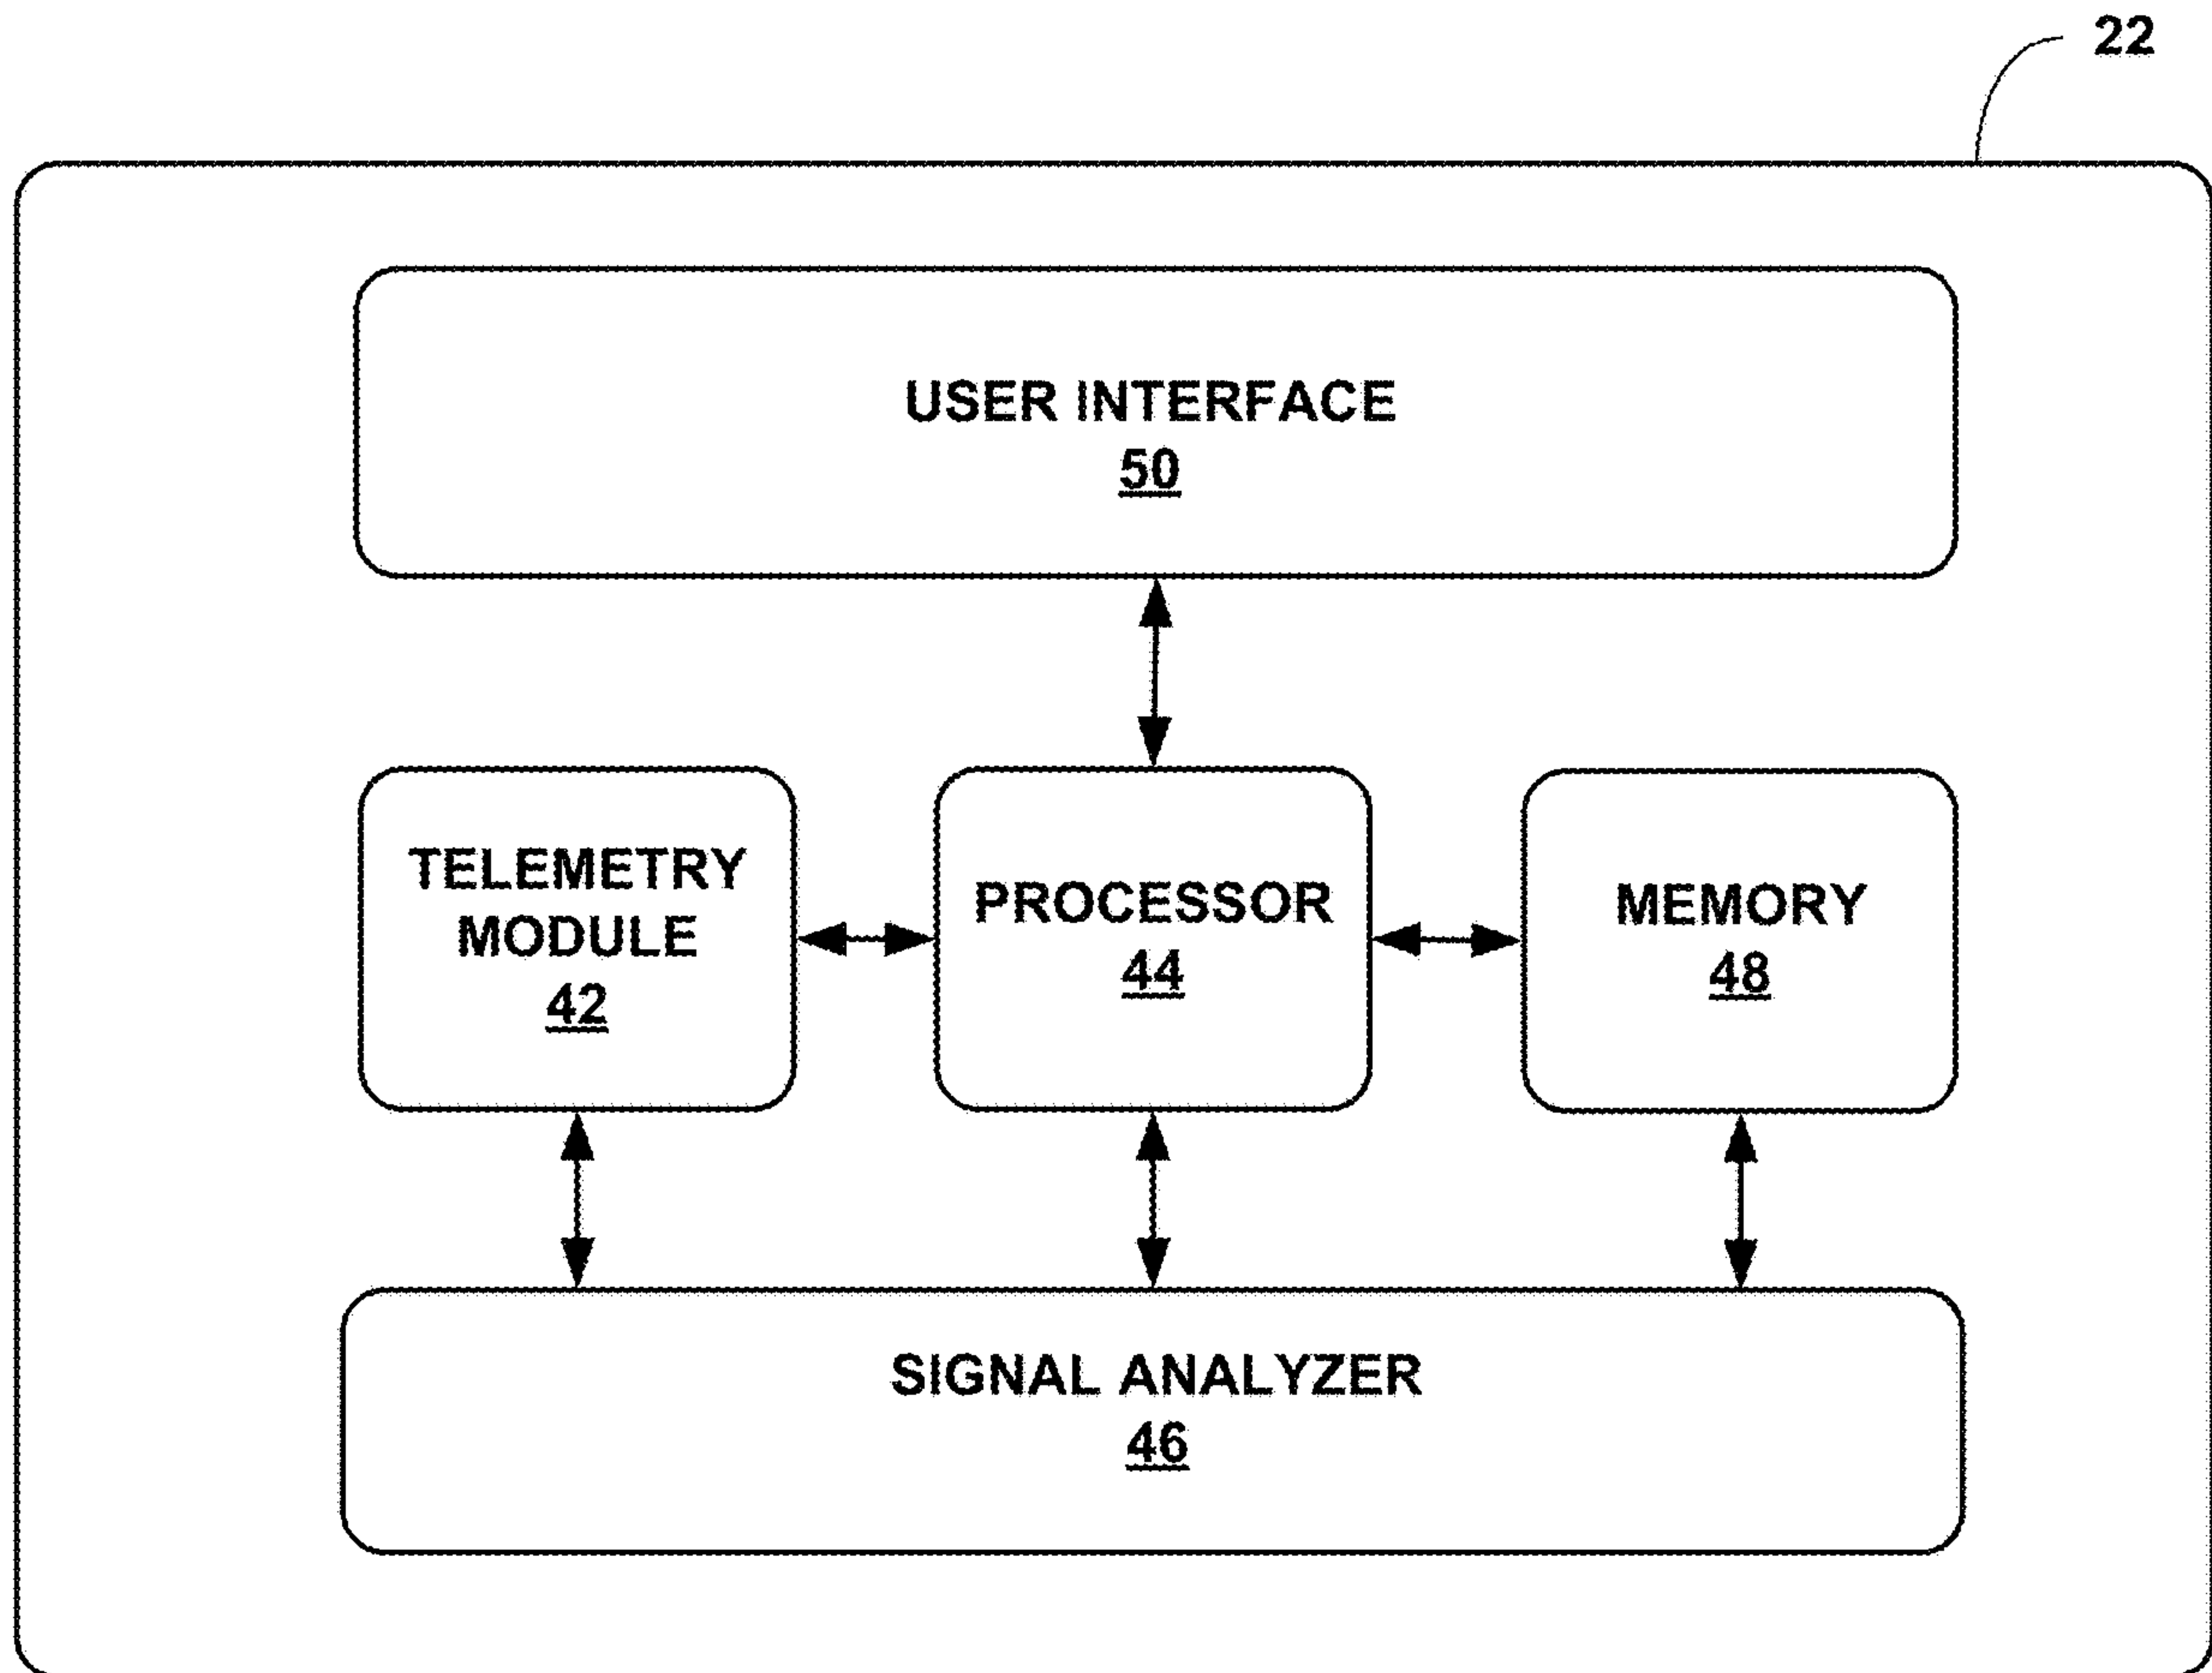 22
USER INTERFACE
50
TELEMETRY
MODULE
42
PROCESSOR
44
MEMORY
48
SIGNAL ANALYZER
46